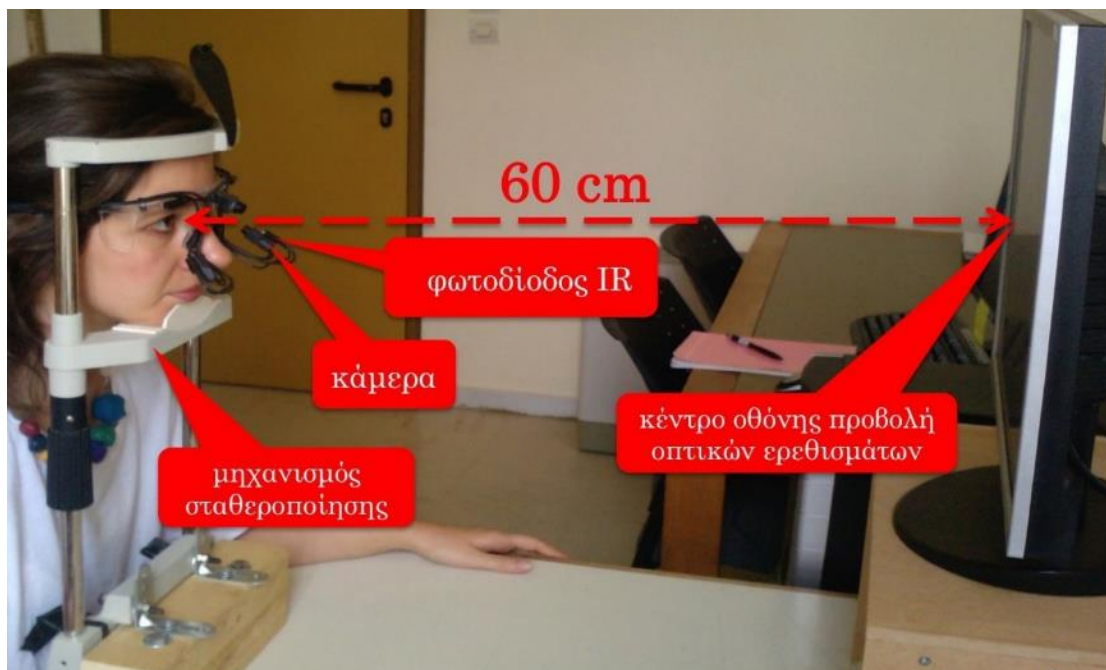 60 cm
φωτοδίοδος IR
κάμερα
κέντρο οθόνης προβολή
οπτικών ερεθισμάτων
μηχανισμός
σταθεροποίησης